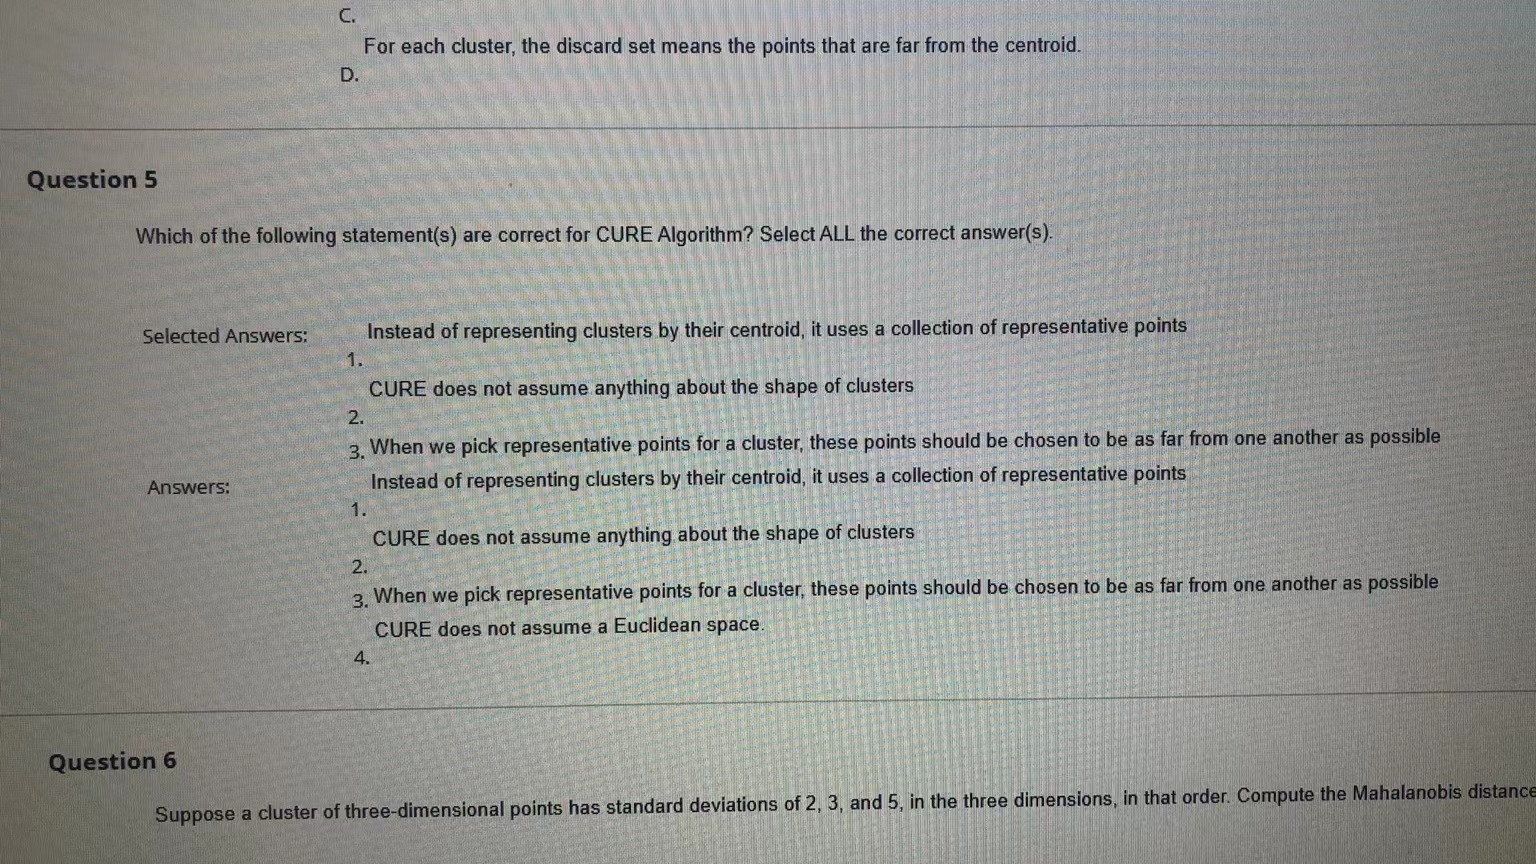 C.
For each cluster, the discard set means the points that are far from the centroid.
D.
Question 5
Which of the following statement(s) are correct for CURE Algorithm? Select ALL the correct answer(s).
Selected Answers:
Instead of representing clusters by their centroid, it uses a collection of representative points
1.
CURE does not assume anything about the shape of clusters
2.
3. When we pick representative points for a cluster, these points should be chosen to be as far from one another as possible
Answers:
Instead of representing clusters by their centroid, it uses a collection of representative points
1.
CURE does not assume anything about the shape of clusters
2.
3. When we pick representative points for a cluster, these points should be chosen to be as far from one another as possible
CURE does not assume a Euclidean space.
4.
Question 6
Suppose a cluster of three-dimensional points has standard deviations of 2, 3, and 5, in the three dimensions, in that order. Compute the Mahalanobis distance